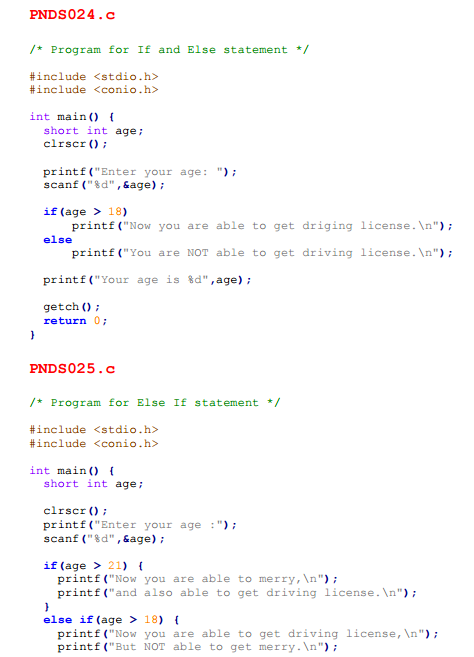 PNDS024.c
/* Program for If and Else statement */
#include <stdio.h>
#include <conio.h>
int main() {
short int age;
clrscr();
printf("Enter your age: ");
scanf("%d",&age);
if(age > 18)
printf("Now you are able to get driging license.\n");
else
printf("You are NOT able to get driving license.\n");
printf("Your age is %d",age);
getch();
return 0;
}
PNDS025.c
/* Program for Else If statement */
#include <stdio.h>
#include <conio.h>
int main() {
short int age;
clrscr();
printf("Enter your age :");
scanf("%d",&age);
if(age > 21) {
printf("Now you are able to merry,\n");
printf("and also able to get driving license.\n");
}
else if(age > 18) {
printf("Now you are able to get driving license,\n");
printf("But NOT able to get merry.\n");